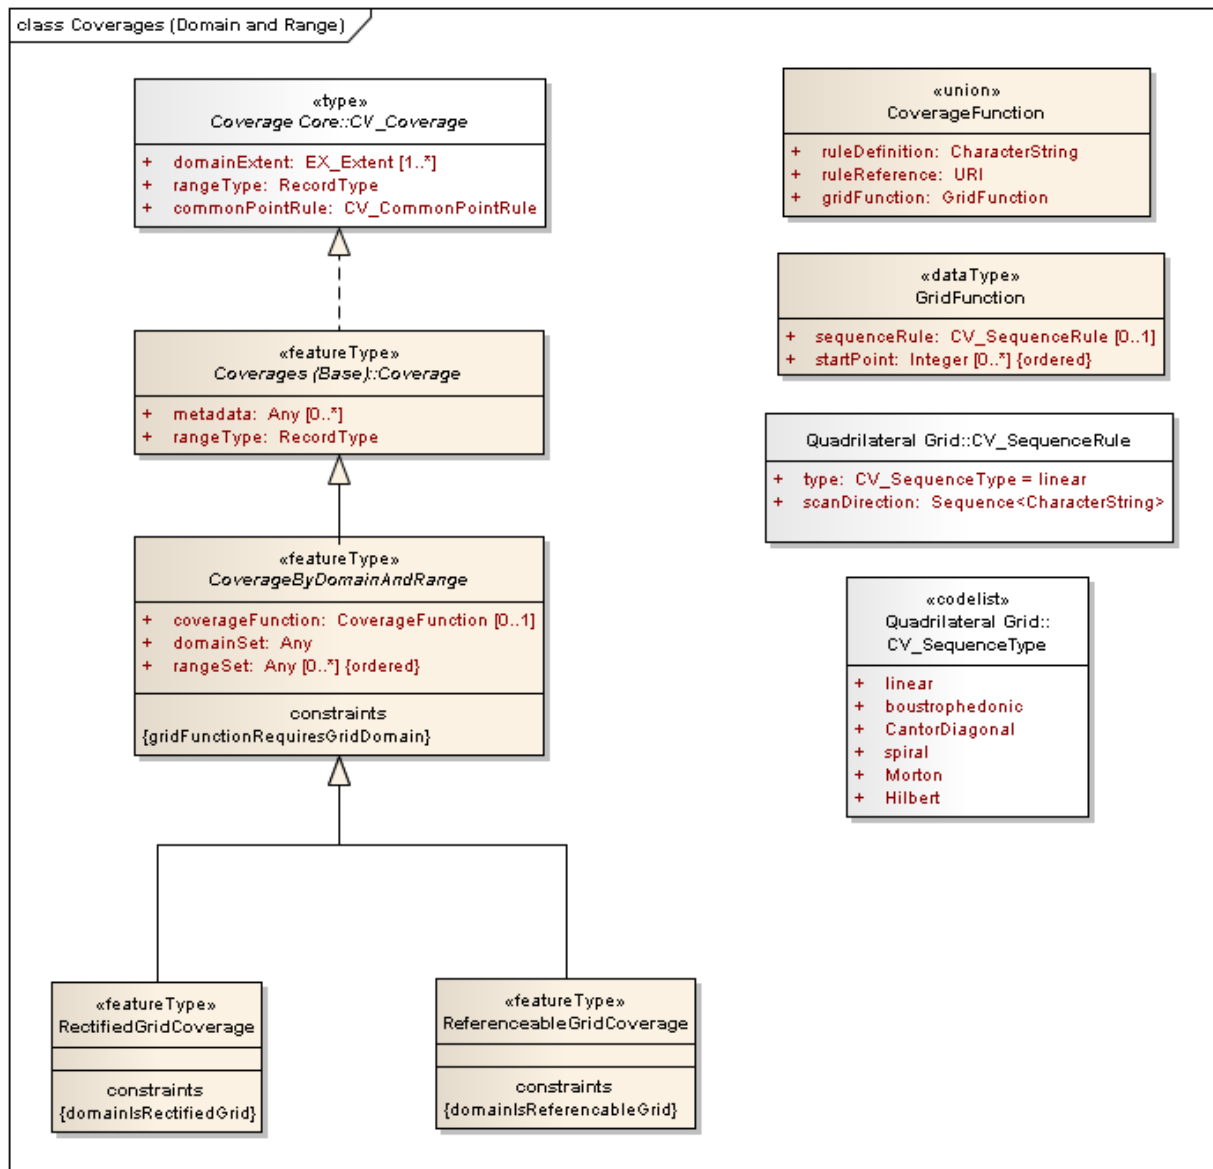 class Coverages (Domain and Range)
«type»
Coverage Core::CV_Coverage
+ domainExtent: EX_Extent [1..*]
+ rangeType: RecordType
+ commonPointRule: CV_CommonPointRule
«featureType»
Coverages (Base)::Coverage
+ metadata: Any [0..*]
+ rangeType: RecordType
«featureType»
CoverageByDomainAndRange
+ coverageFunction: CoverageFunction [0..1]
+ domainSet: Any
+ rangeSet: Any [0..*] {ordered}
constraints
{gridFunctionRequiresGridDomain}
«featureType»
RectifiedGridCoverage
constraints
{domainIsRectifiedGrid}
«featureType»
ReferenceableGridCoverage
constraints
{domainIsReferencableGrid}
«union»
CoverageFunction
+ ruleDefinition: CharacterString
+ ruleReference: URI
+ gridFunction: GridFunction
«dataType»
GridFunction
+ sequenceRule: CV_SequenceRule [0..1]
+ startPoint: Integer [0..*] {ordered}
Quadrilateral Grid::CV_SequenceRule
+ type: CV_SequenceType = linear
+ scanDirection: Sequence<CharacterString>
«codelist»
Quadrilateral Grid::
CV_SequenceType
+ linear
+ boustrophedonic
+ CantorDiagonal
+ spiral
+ Morton
+ Hilbert